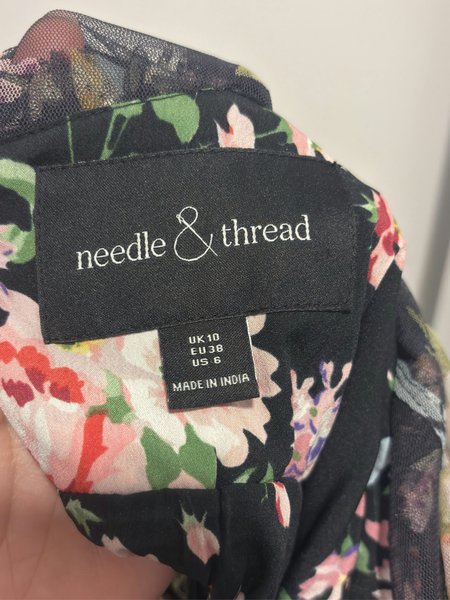 needle & thread
UK 10
EU 38
US 6
MADE IN INDIA